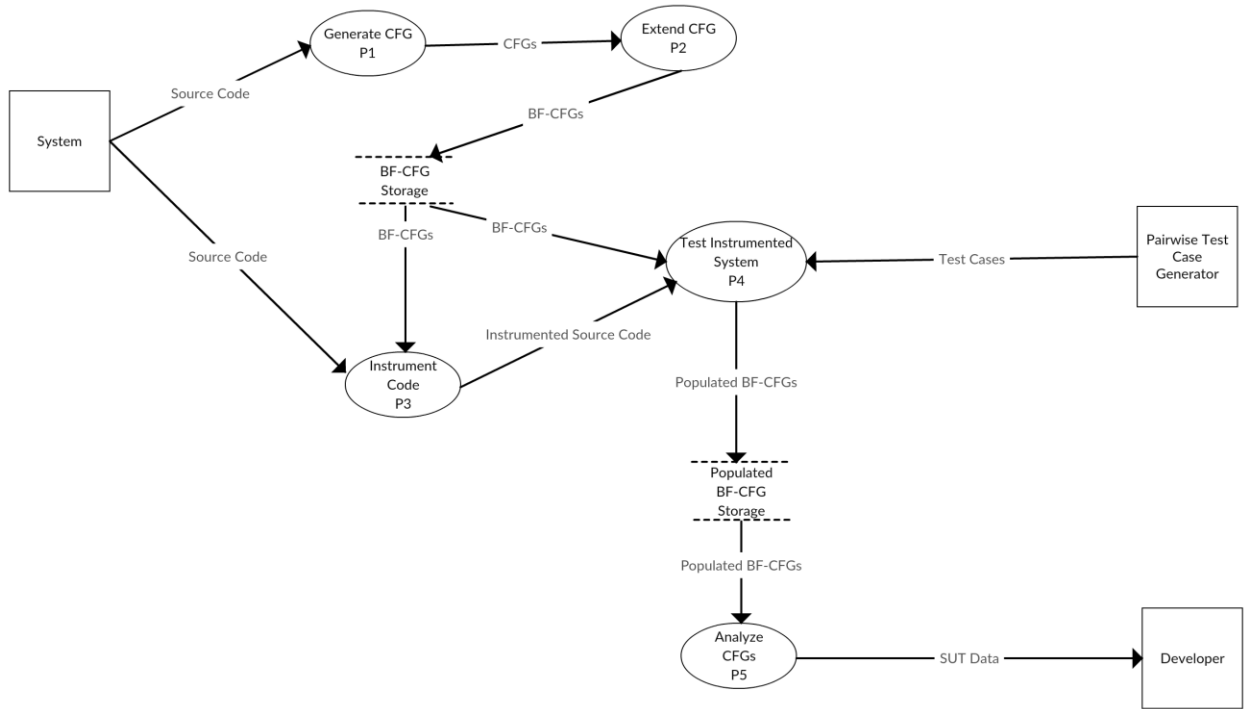 Generate CFG
P1
CFGs
Extend CFG
P2
Source Code
System
BF-CFGs
BF-CFG
Storage
BF-CFGs
BF-CFGs
Source Code
Test Instrumented
System
P4
Test Cases
Pairwise Test
Case
Generator
Instrumented Source Code
Instrument
Code
P3
Populated BF-CFGs
Populated
BF-CFG
Storage
Populated BF-CFGs
Analyze
CFGs
P5
SUT Data
Developer